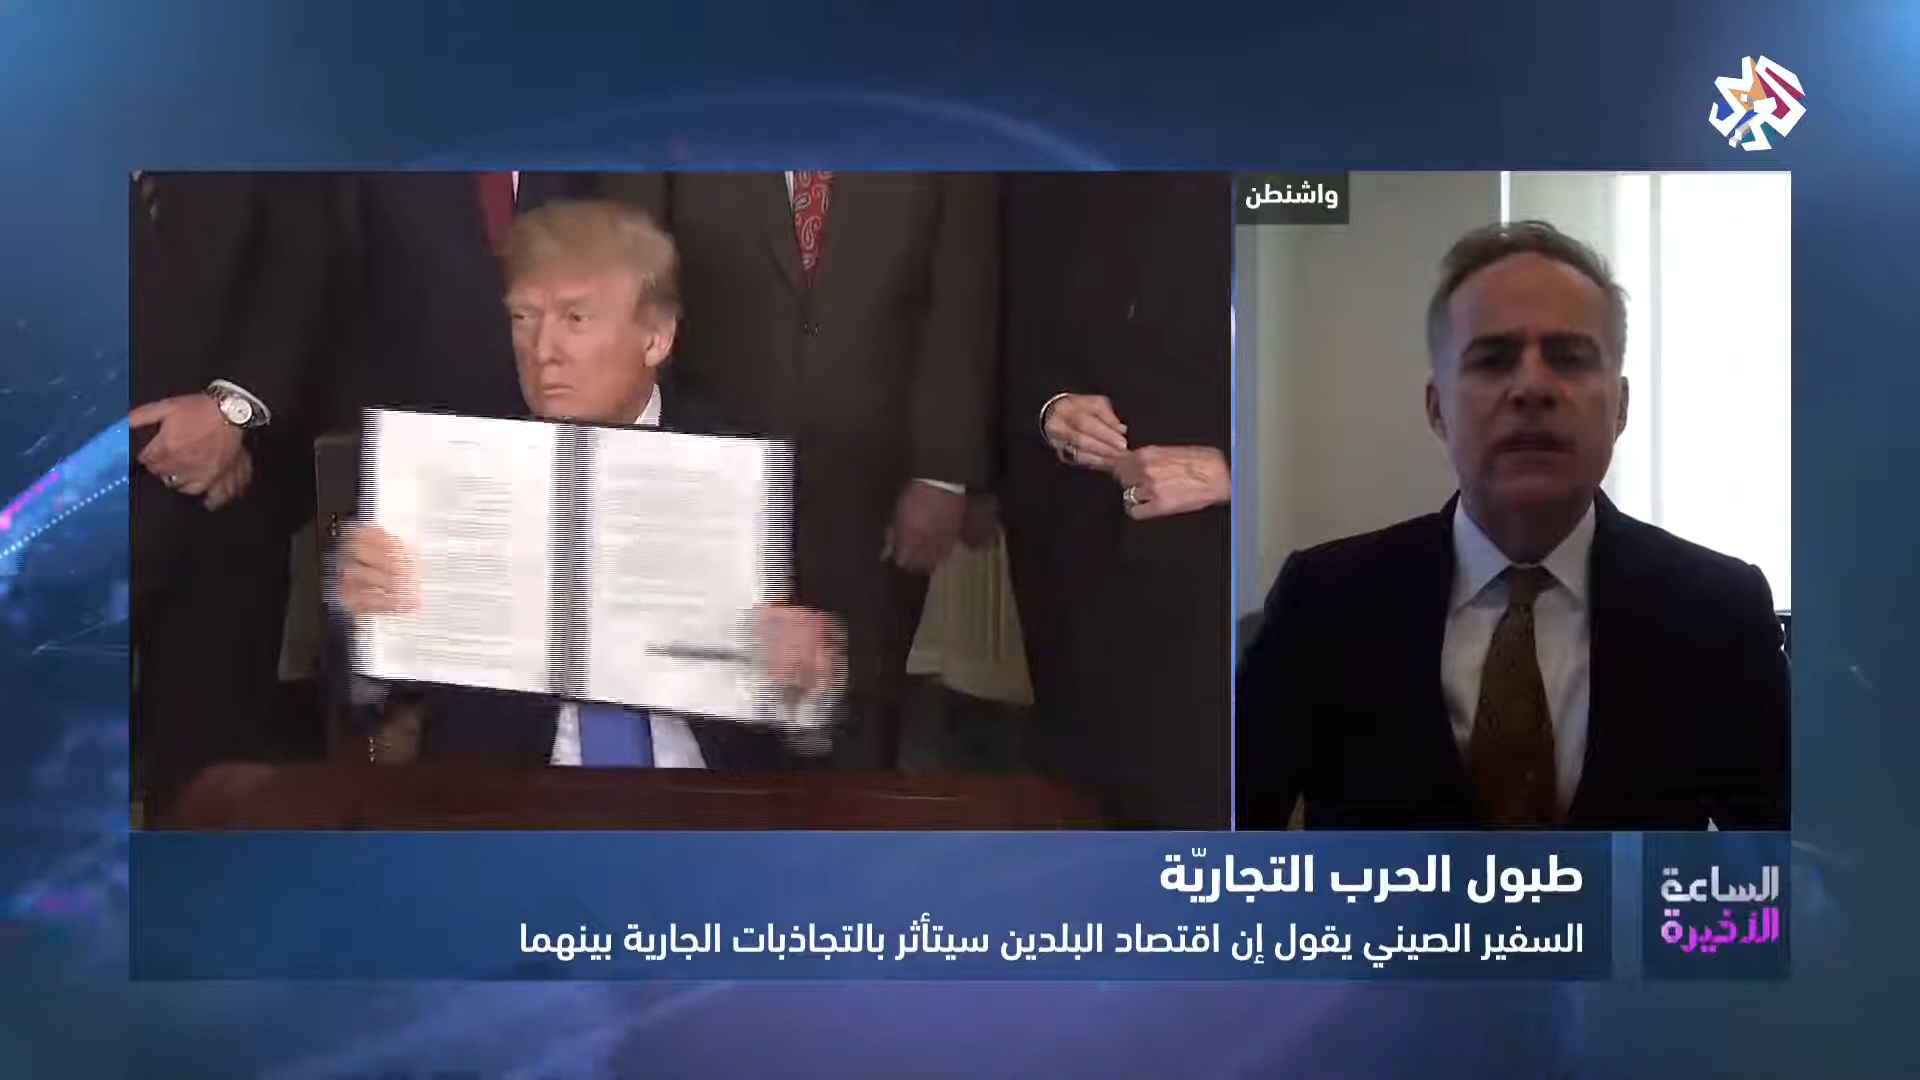 واشنطن
طبول الحرب التجاريّة
السفير الصيني يقول إن اقتصاد البلدين سيتأثر بالتجاذبات الجارية بينهما
الساعة
الأخيرة